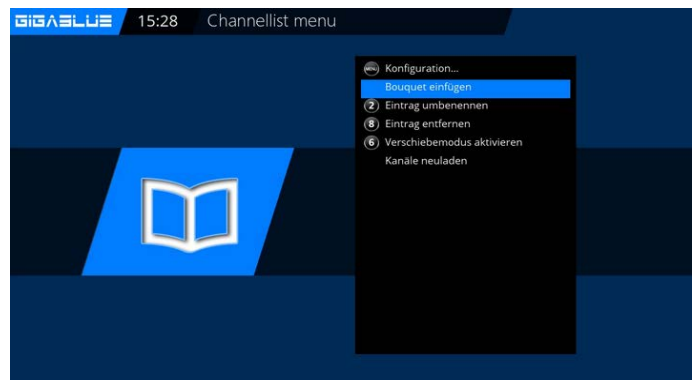 GIGABLUE 15:28 Channellist menu
MENU Konfiguration...
Bouquet einfügen
2 Eintrag umbenennen
8 Eintrag entfernen
6 Verschiebemodus aktivieren
Kanäle neuladen